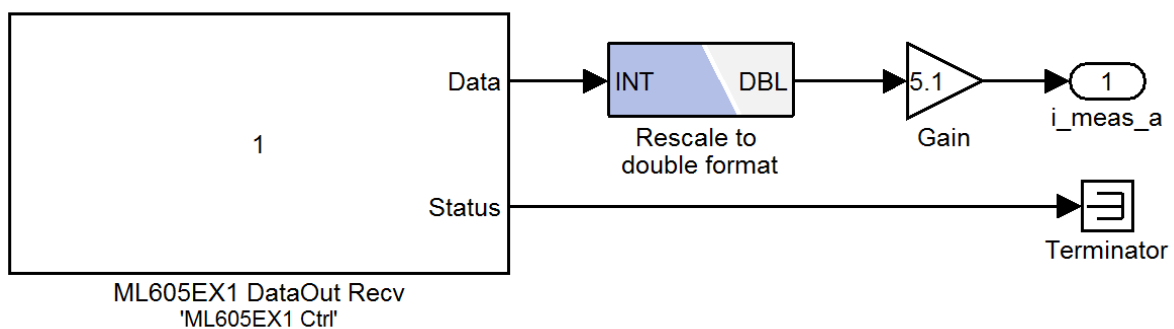 Data
INT
DBL
5.1
1
i_meas_a
Rescale to
double format
Gain
1
Status
Terminator
ML605EX1 DataOut Recv
'ML605EX1 Ctrl'